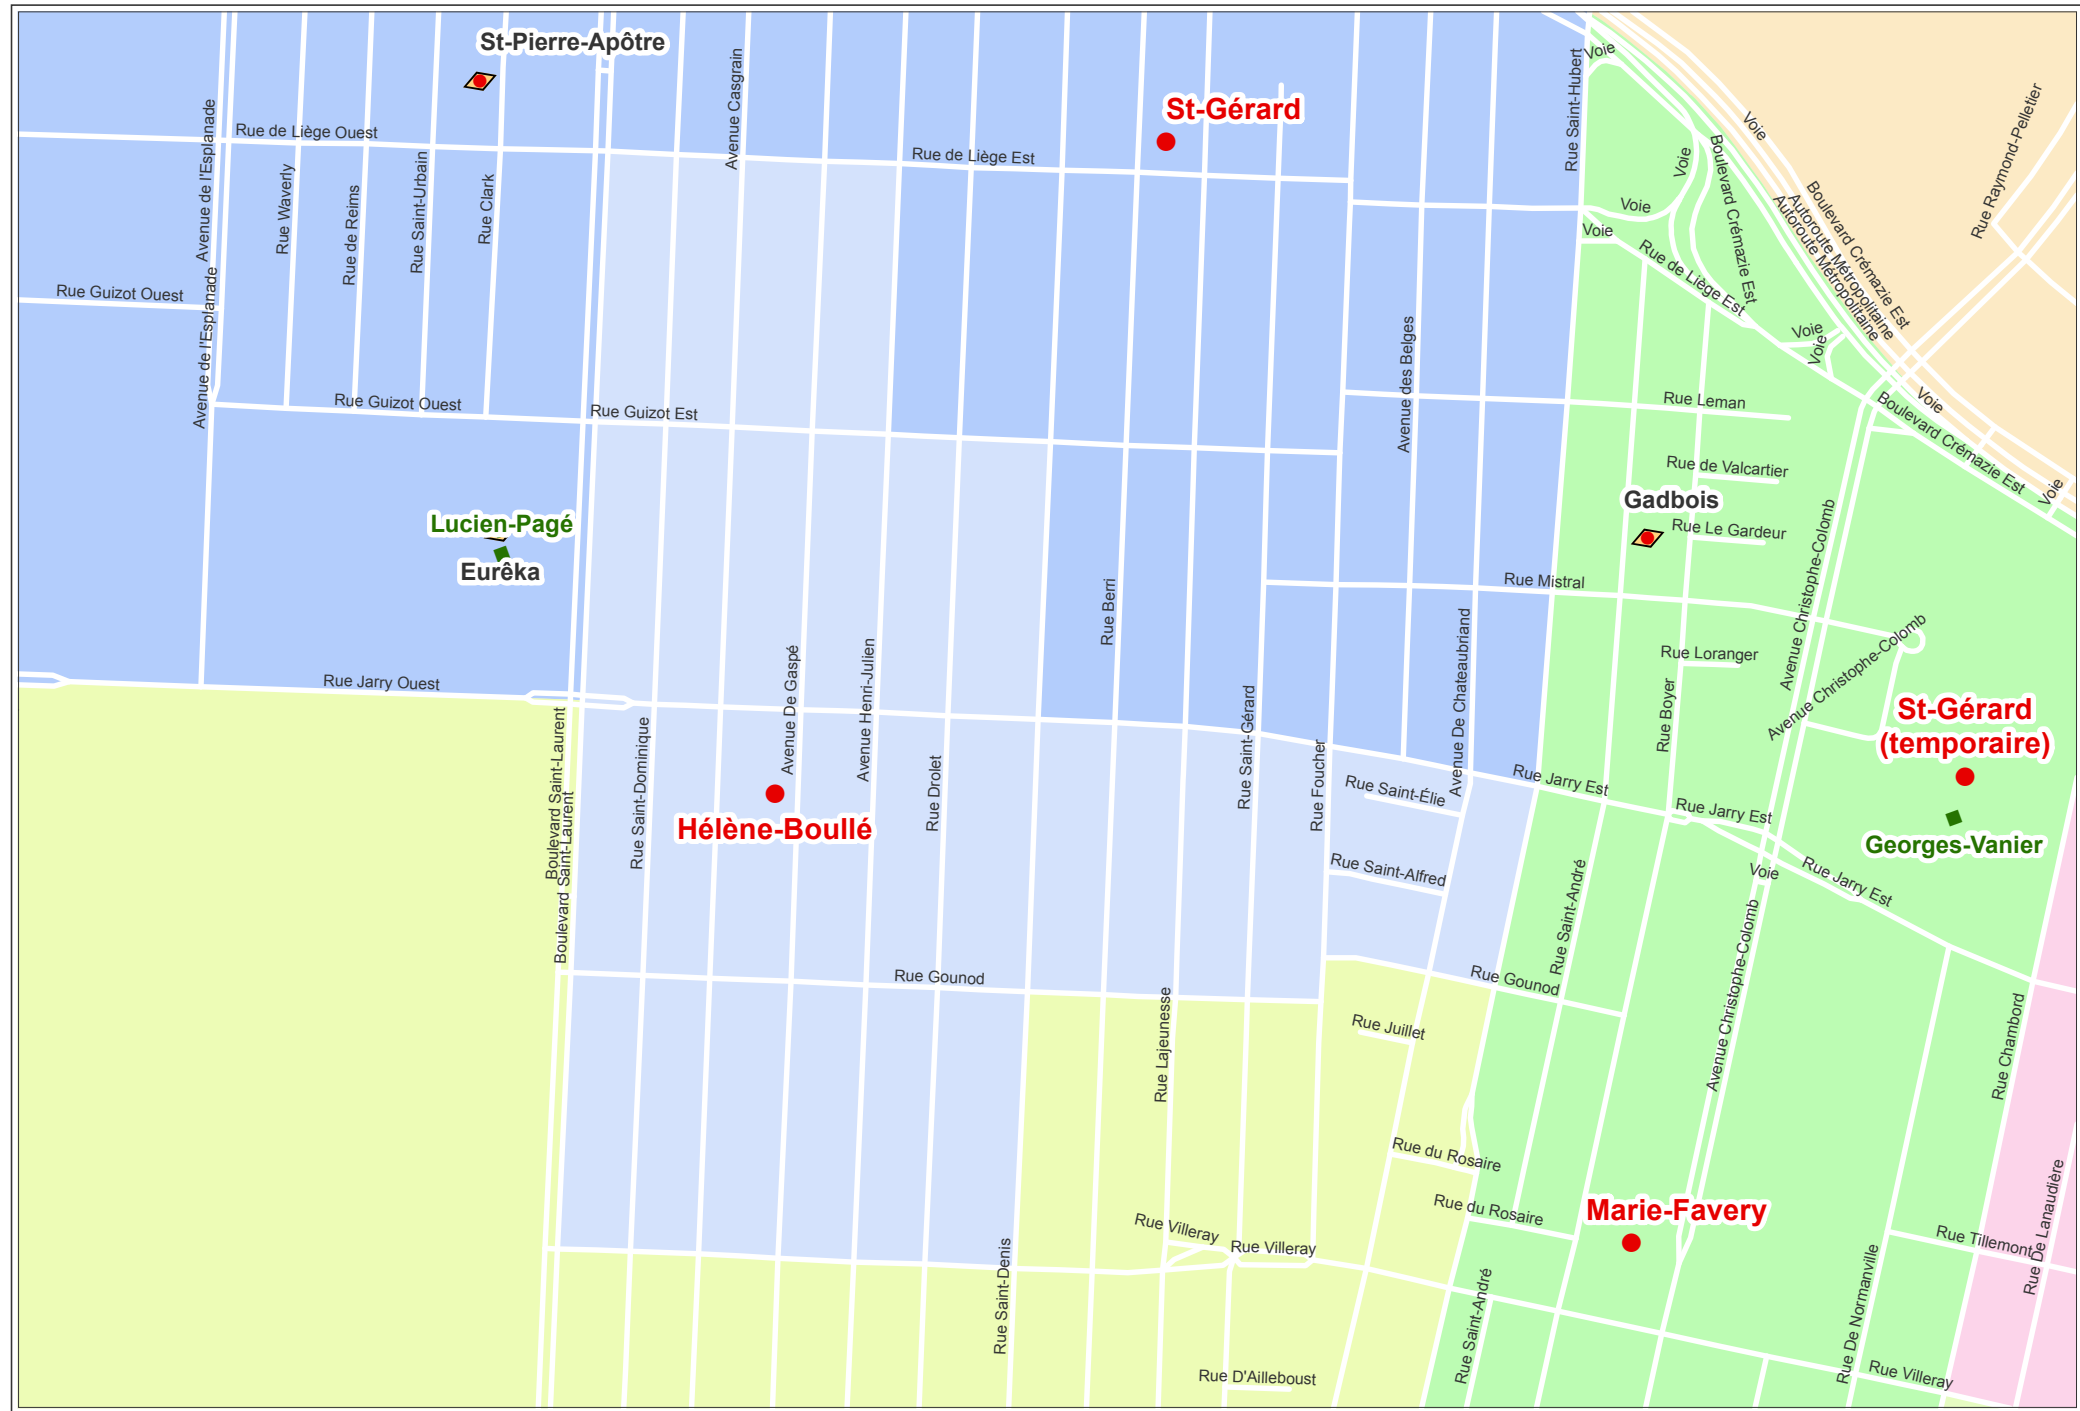 St-Pierre-Apôtre
St-Gérard
Voie
Voie
Avenue Casgrain
Rue Saint-Hubert
Rue Raymond-Pelletier
Avenue de l'Esplanade
Rue de Liège Ouest
Rue de Liège Est
Boulevard Crémazie Est
Voie
Rue Waverly
Rue de Reims
Rue Saint-Urbain
Rue Clark
Voie
Voie
Boulevard Crémazie Est
Autoroute Métropolitaine
Autoroute Métropolitaine
Rue de Liège Est
Rue Guizot Ouest
Avenue de l'Esplanade
Voie
Voie
Avenue des Belges
Rue Guizot Ouest
Rue Guizot Est
Rue Leman
Voie
Boulevard Crémazie Est
Rue de Valcartier
Voie
Gadbois
Lucien-Pagé
Rue Le Gardeur
Eurêka
Avenue Christophe-Colomb
Rue Berri
Rue Mistral
Avenue De Chateaubriand
Avenue Christophe-Colomb
Rue Loranger
Rue Jarry Ouest
Avenue De Gaspé
Avenue Henri-Julien
Rue Boyer
St-Gérard
(temporaire)
Boulevard Saint-Laurent
Rue Saint-Dominique
Rue Drolet
Rue Saint-Gérard
Rue Foucher
Rue Saint-Élie
Rue Jarry Est
Rue Jarry Est
Hélène-Boullé
Georges-Vanier
Boulevard Saint-Laurent
Rue Saint-Alfred
Voie
Rue Jarry Est
Rue Saint-André
Rue Gounod
Rue Gounod
Avenue Christophe-Colomb
Rue Lajeunesse
Rue Juillet
Rue Chambord
Rue du Rosaire
Rue du Rosaire
Marie-Favery
Rue Villeray
Rue Villeray
Rue Tillemont
Rue De Lanaudière
Rue Saint-Denis
Rue Saint-André
Rue De Normanville
Rue D'Ailleboust
Rue Villeray